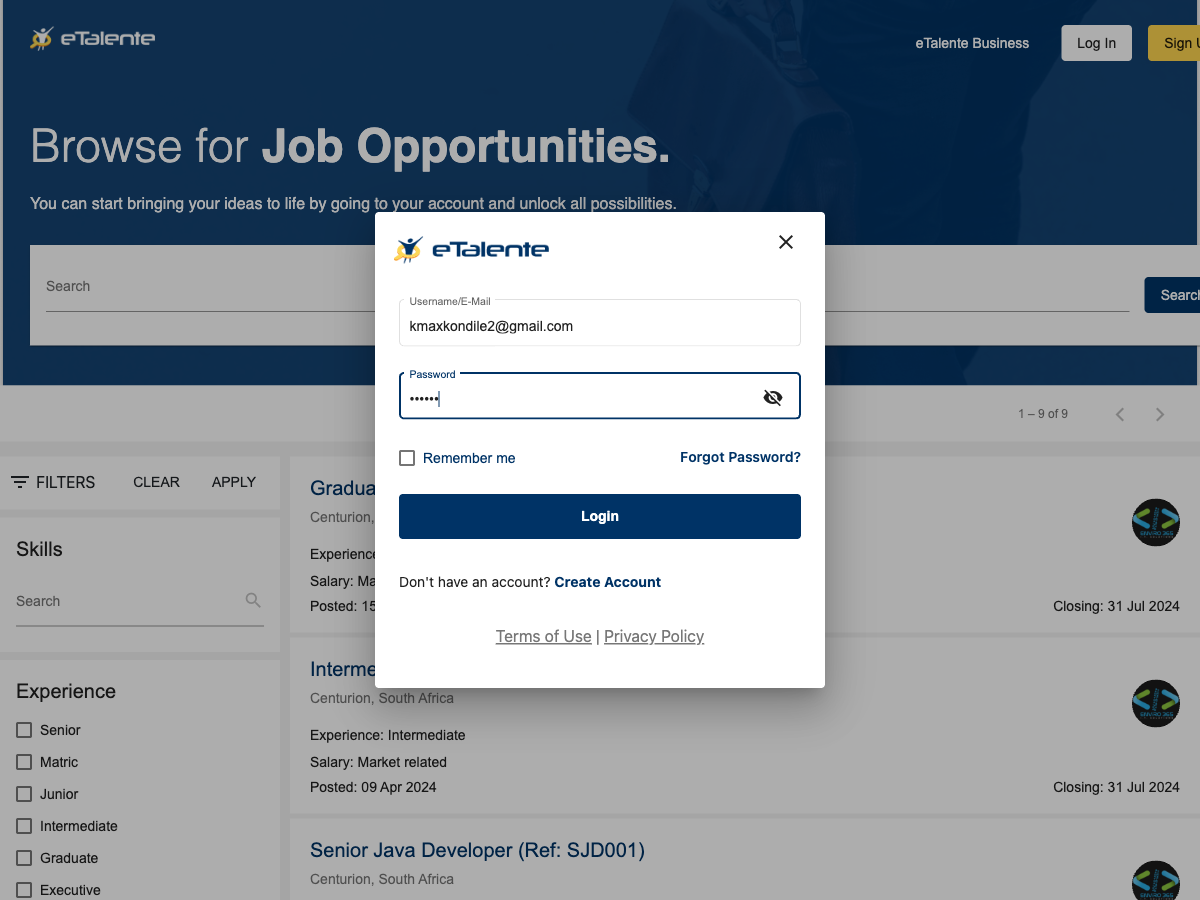 eTalente
eTalente Business
Log In
Sign U
Browse for Job Opportunities.
You can start bringing your ideas to life by going to your account and unlock all possibilities.
Search
Search
eTalente
Username/E-Mail
kmaxkondile2@gmail.com
Password
••••••
Remember me
Forgot Password?
Login
Don't have an account? Create Account
Terms of Use | Privacy Policy
1 – 9 of 9
FILTERS
CLEAR
APPLY
Skills
Search
Experience
Senior
Matric
Junior
Intermediate
Graduate
Executive
Gradua
Centurion,
Experience
Salary: Ma
Posted: 15
Closing: 31 Jul 2024
Interme
Centurion, South Africa
Experience: Intermediate
Salary: Market related
Posted: 09 Apr 2024
Closing: 31 Jul 2024
Senior Java Developer (Ref: SJD001)
Centurion, South Africa